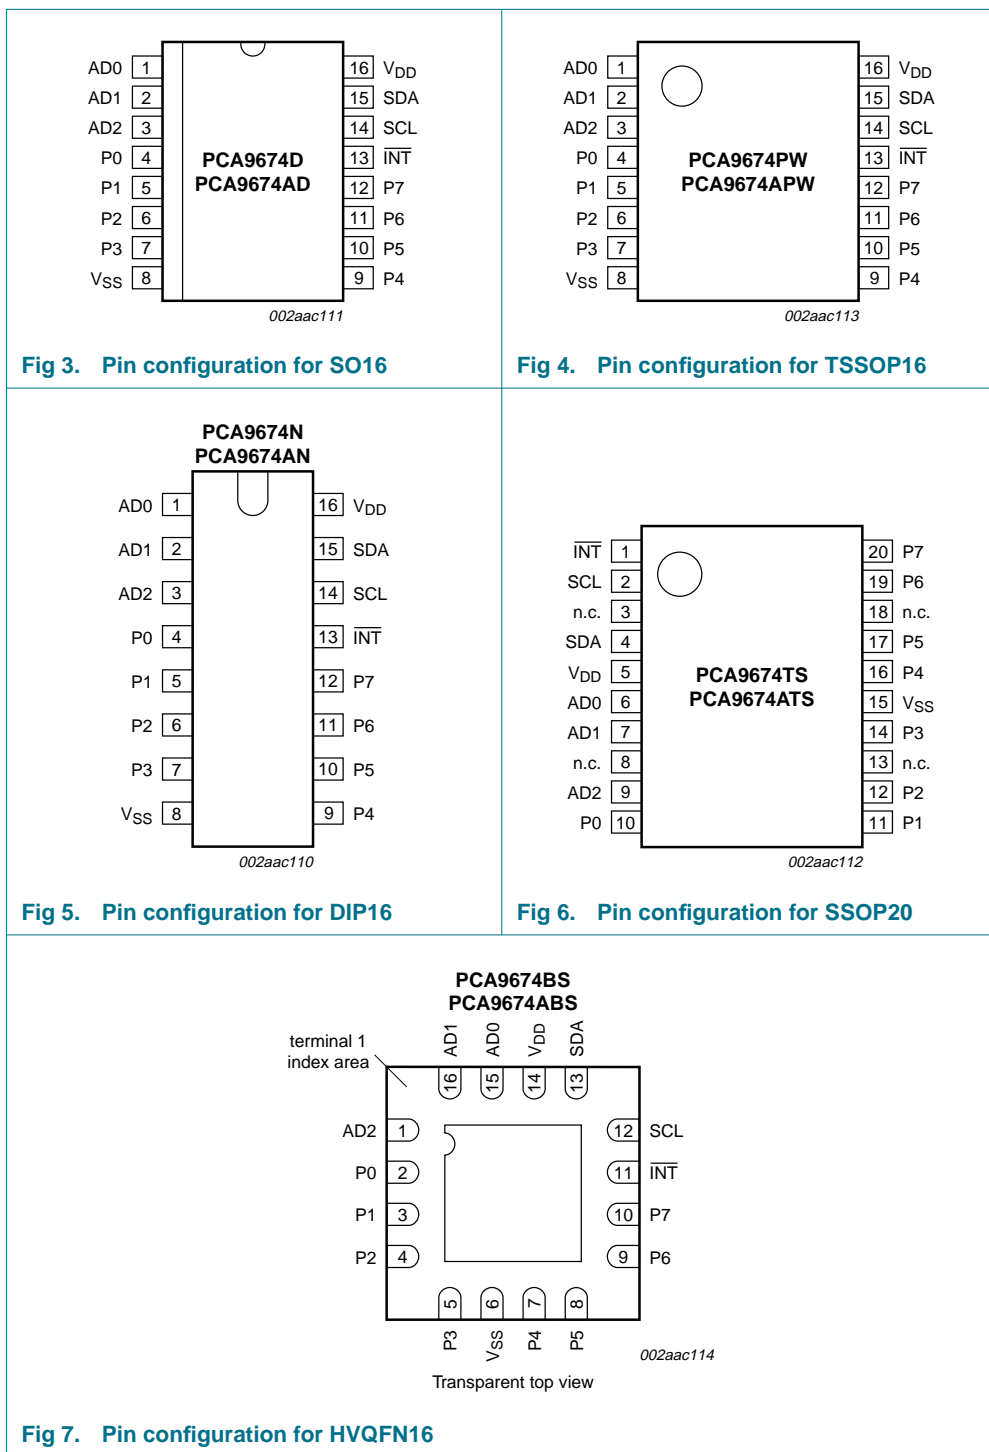 AD0 1 16 VDD
AD1 2 15 SDA
AD2 3 14 SCL
P0 4 13 INT
P1 5 12 P7
P2 6 11 P6
P3 7 10 P5
VSS 8 9 P4
PCA9674D
PCA9674AD
002aac111
Fig 3. Pin configuration for SO16
AD0 1 16 VDD
AD1 2 15 SDA
AD2 3 14 SCL
P0 4 13 INT
P1 5 12 P7
P2 6 11 P6
P3 7 10 P5
VSS 8 9 P4
PCA9674PW
PCA9674APW
002aac113
Fig 4. Pin configuration for TSSOP16
PCA9674N
PCA9674AN
AD0 1 16 VDD
AD1 2 15 SDA
AD2 3 14 SCL
P0 4 13 INT
P1 5 12 P7
P2 6 11 P6
P3 7 10 P5
VSS 8 9 P4
002aac110
Fig 5. Pin configuration for DIP16
INT 1 20 P7
SCL 2 19 P6
n.c. 3 18 n.c.
SDA 4 17 P5
VDD 5 16 P4
AD0 6 15 VSS
AD1 7 14 P3
n.c. 8 13 n.c.
AD2 9 12 P2
P0 10 11 P1
PCA9674TS
PCA9674ATS
002aac112
Fig 6. Pin configuration for SSOP20
PCA9674BS
PCA9674ABS
terminal 1
index area
AD1 AD0 VDD SDA
16 15 14 13
AD2 1 12 SCL
P0 2 11 INT
P1 3 10 P7
P2 4 9 P6
5 6 7 8
P3 VSS P4 P5
002aac114
Transparent top view
Fig 7. Pin configuration for HVQFN16